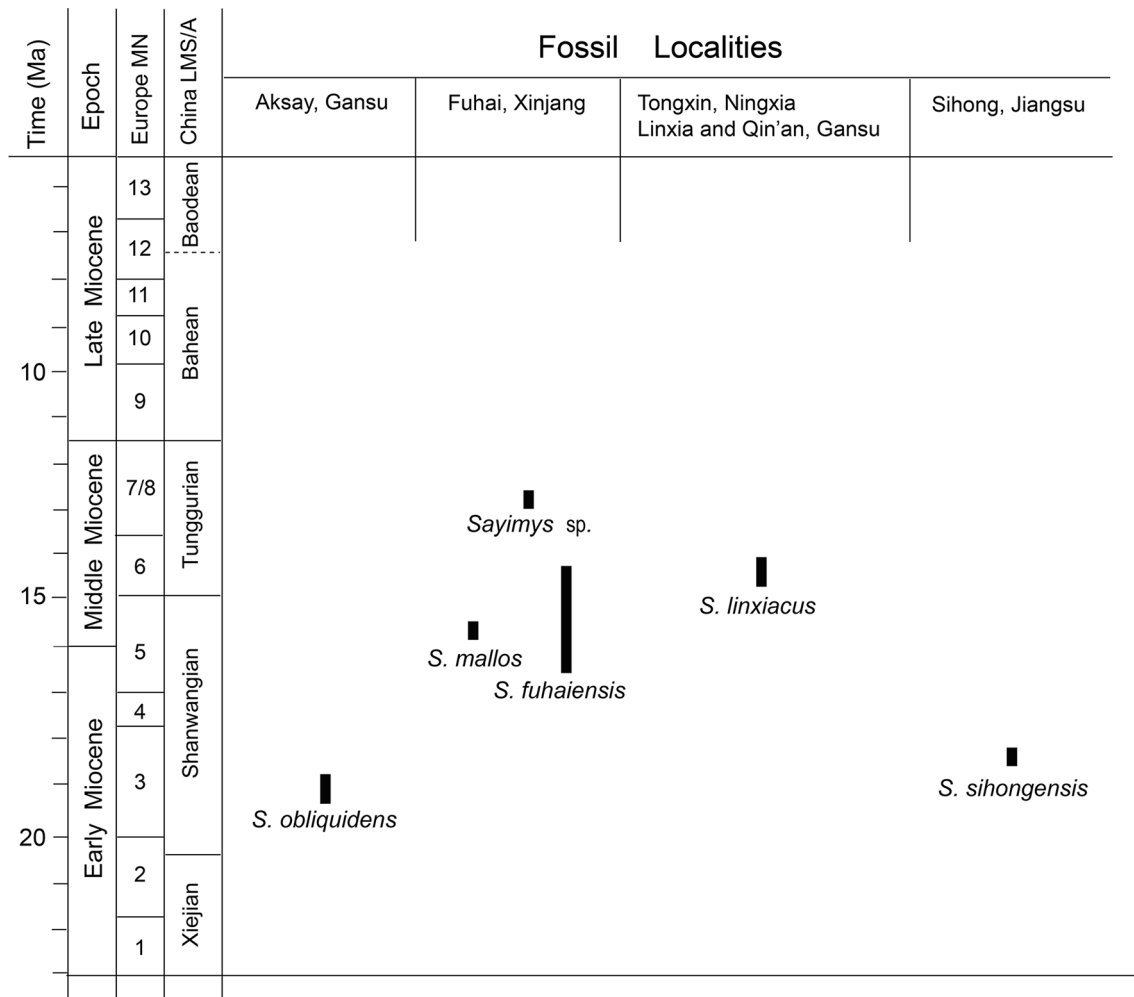 Fossil Localities
Time (Ma)
Epoch
Europe MN
China LMS/A
Aksay, Gansu
Fuhai, Xinjang
Tongxin, Ningxia
Linxia and Qin'an, Gansu
Sihong, Jiangsu
10
15
20
Late Miocene
Middle Miocene
Early Miocene
13
12
11
10
9
7/8
6
5
4
3
2
1
Baodean
Bahean
Tunggurian
Shanwangian
Xiejian
Sayimys sp.
S. linxiacus
S. mallos
S. fuhaiensis
S. obliquidens
S. sihongensis